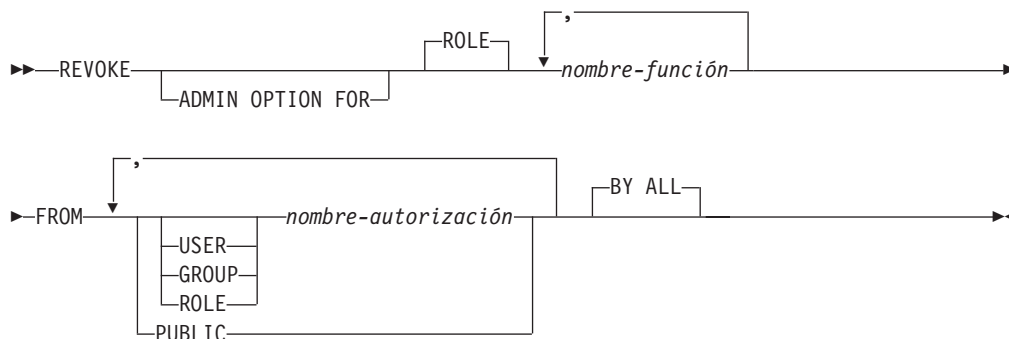 ROLE ,
REVOKE nombre-función
ADMIN OPTION FOR
, BY ALL
FROM nombre-autorización
USER
GROUP
ROLE
PUBLIC